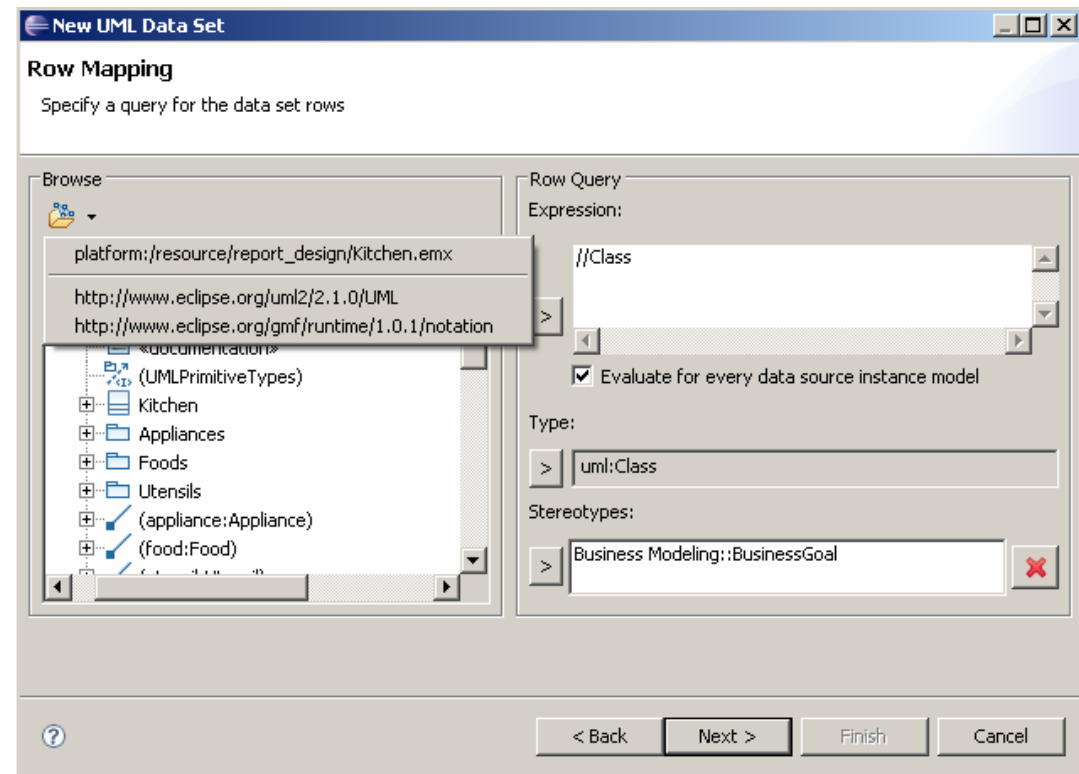 New UML Data Set
Row Mapping
Specify a query for the data set rows
Browse
platform:/resource/report_design/Kitchen.emx
http://www.eclipse.org/uml2/2.1.0/UML
http://www.eclipse.org/gmf/runtime/1.0.1/notation
«documentation»
(UMLPrimitiveTypes)
Kitchen
Appliances
Foods
Utensils
(appliance:Appliance)
(food:Food)
Row Query
Expression:
//Class
>
Evaluate for every data source instance model
Type:
> uml:Class
Stereotypes:
> Business Modeling::BusinessGoal
? < Back Next > Finish Cancel